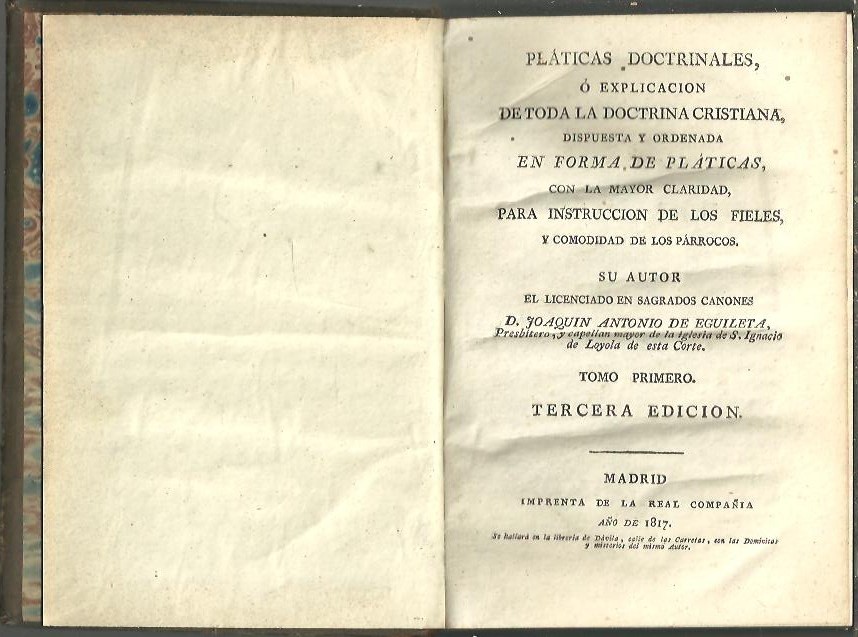 PLÁTICAS DOCTRINALES,
Ó EXPLICACION
DE TODA LA DOCTRINA CRISTIANA,
DISPUESTA Y ORDENADA
EN FORMA DE PLÁTICAS,
CON LA MAYOR CLARIDAD,
PARA INSTRUCCION DE LOS FIELES,
Y COMODIDAD DE LOS PÁRROCOS.
SU AUTOR
EL LICENCIADO EN SAGRADOS CANONES
D. JOAQUIN ANTONIO DE EGUILETA,
Presbítero, y capellan mayor de la iglesia de S. Ignacio
de Loyola de esta Córte.
TOMO PRIMERO.
TERCERA EDICION.
MADRID
IMPRENTA DE LA REAL COMPAÑIA
AÑO DE 1817.
Se hallará en la librería de Dávila, calle de las Carretas, con las Domínicas
y misterios del mismo Autor.